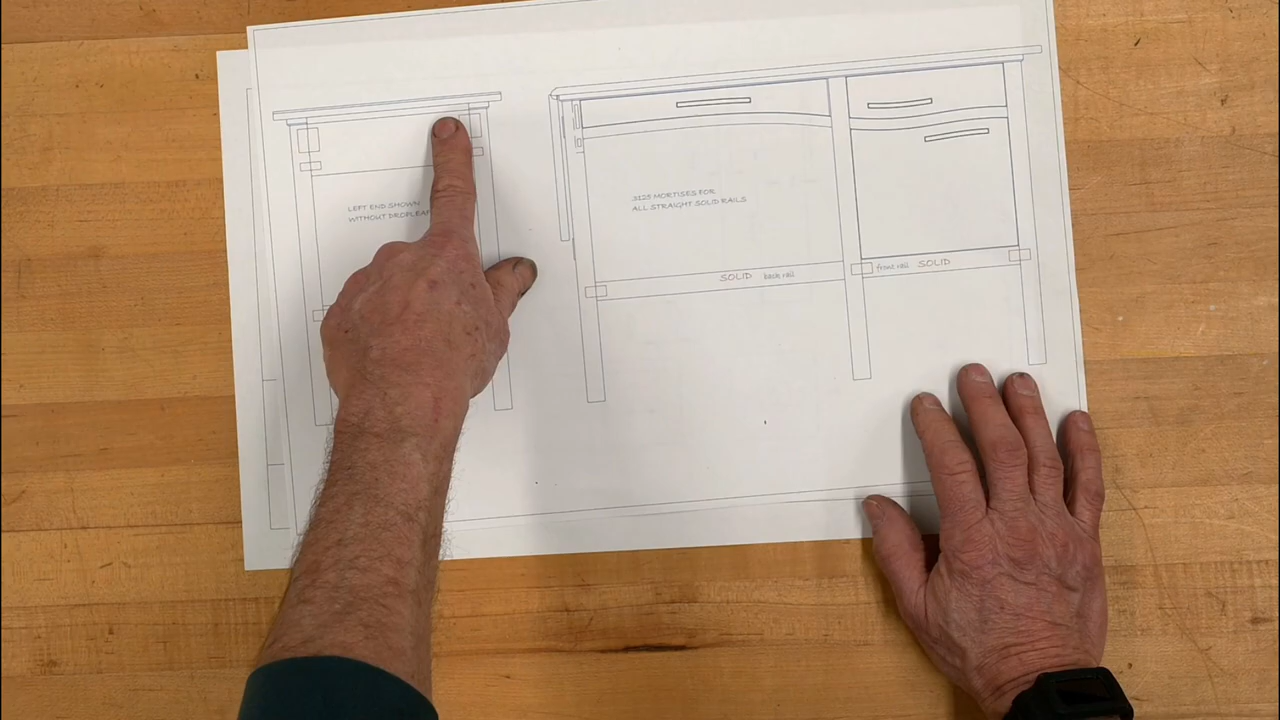 LEFT END SHOWN
WITHOUT DROPLEAF
.3125 MORTISES FOR
ALL STRAIGHT SOLID RAILS
SOLID back rail
front rail SOLID